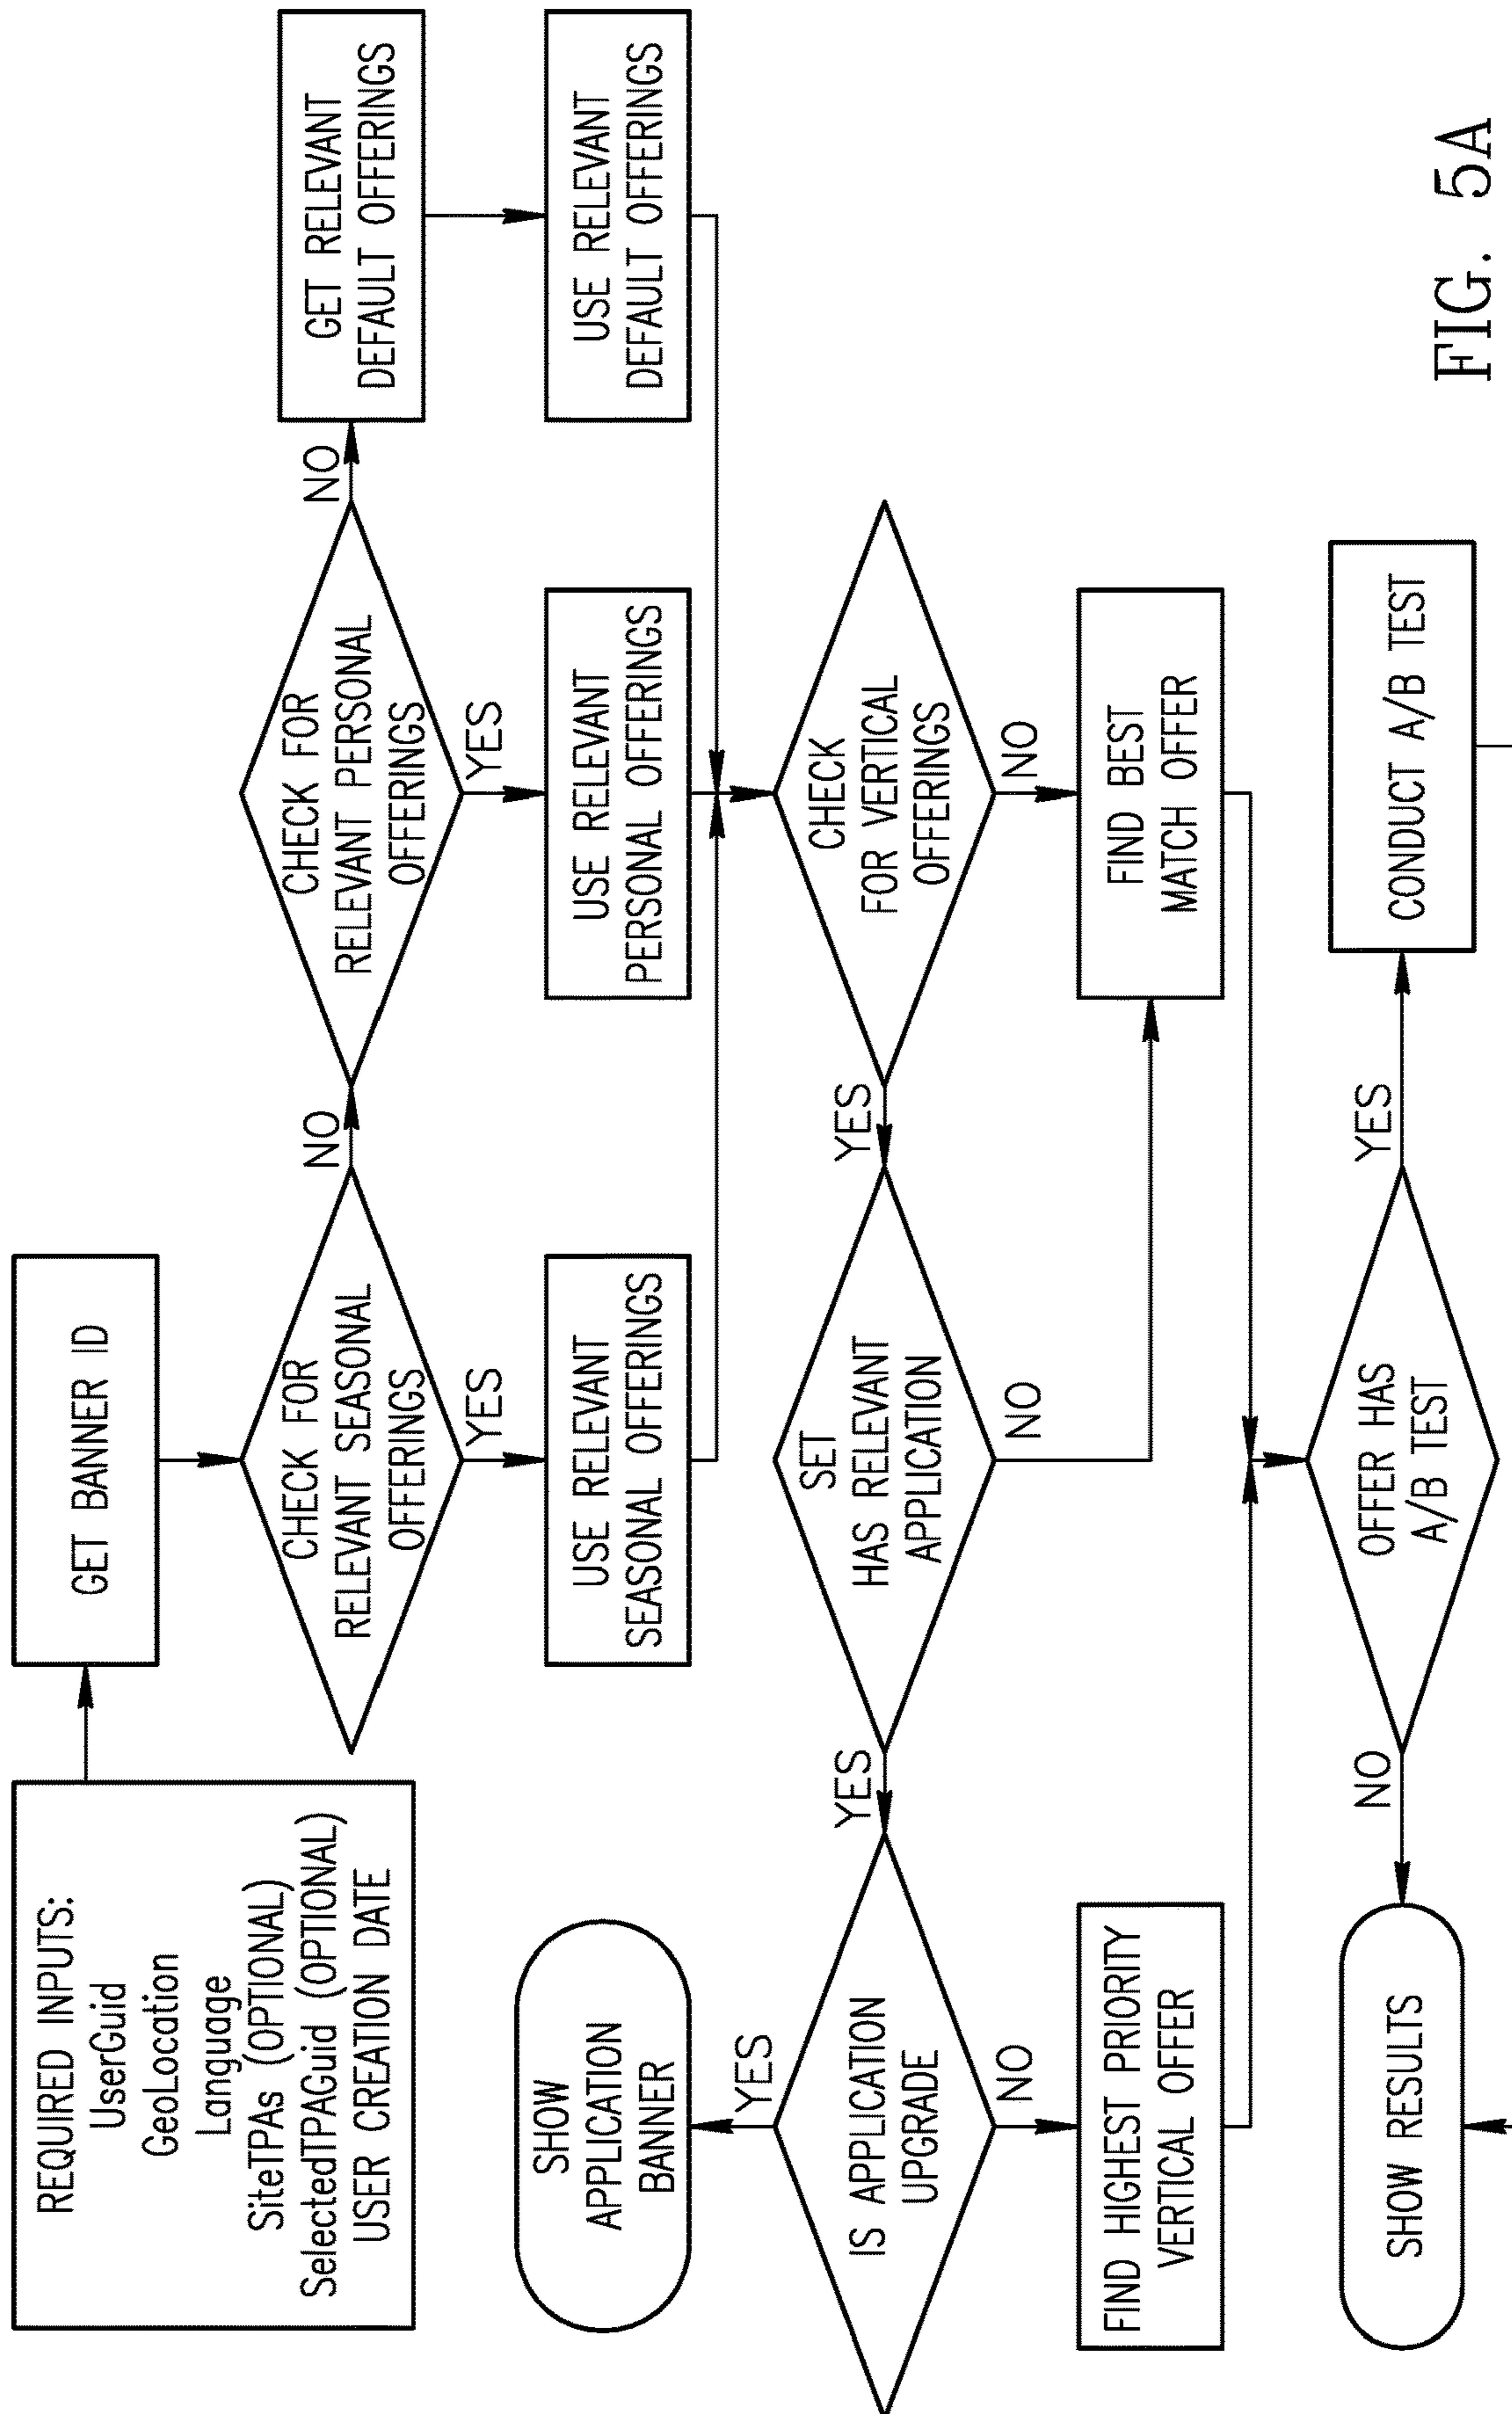 REQUIRED INPUTS:
UserGuid
GeoLocation
Language
SiteTPAs (OPTIONAL)
SelectedTPAGuid (OPTIONAL)
USER CREATION DATE
GET BANNER ID
CHECK FOR
RELEVANT SEASONAL
OFFERINGS
NO
CHECK FOR
RELEVANT PERSONAL
OFFERINGS
NO
GET RELEVANT
DEFAULT OFFERINGS
YES
YES
USE RELEVANT
SEASONAL OFFERINGS
USE RELEVANT
PERSONAL OFFERINGS
USE RELEVANT
DEFAULT OFFERINGS
SHOW
APPLICATION
BANNER
YES
IS APPLICATION
UPGRADE
YES
SET
HAS RELEVANT
APPLICATION
YES
CHECK
FOR VERTICAL
OFFERINGS
NO
NO
NO
FIND HIGHEST PRIORITY
VERTICAL OFFER
FIND BEST
MATCH OFFER
SHOW RESULTS
NO
OFFER HAS
A/B TEST
YES
CONDUCT A/B TEST
FIG. 5A